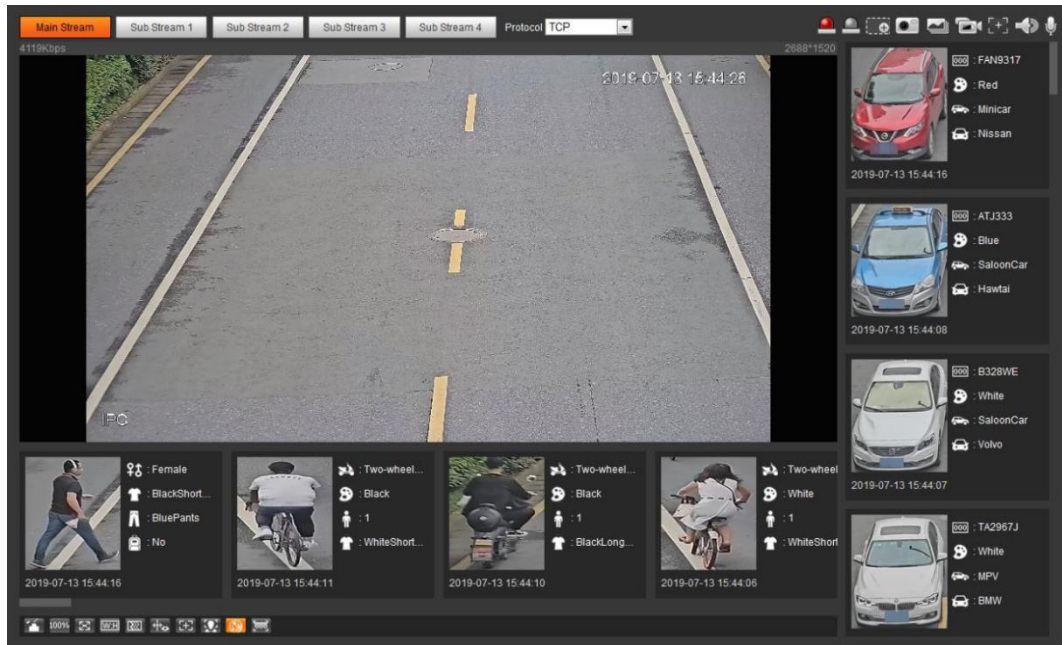 Main Stream
Sub Stream 1
Sub Stream 2
Sub Stream 3
Sub Stream 4
Protocol TCP
4119Kbps
2688*1520
2019-07-13 15:44:26
IPC
: FAN9317
: Red
: Minicar
: Nissan
2019-07-13 15:44:16
: ATJ333
: Blue
: SaloonCar
: Hawtai
2019-07-13 15:44:08
: B328WE
: White
: SaloonCar
: Volvo
2019-07-13 15:44:07
: TA2967J
: White
: MPV
: BMW
: Female
: BlackShort...
: BluePants
: No
2019-07-13 15:44:16
: Two-wheel...
: Black
: 1
: WhiteShort...
2019-07-13 15:44:11
: Two-wheel...
: Black
: 1
: BlackLong...
2019-07-13 15:44:10
: Two-wheel
: White
: 1
: WhiteShort
2019-07-13 15:44:06
100%
W:H